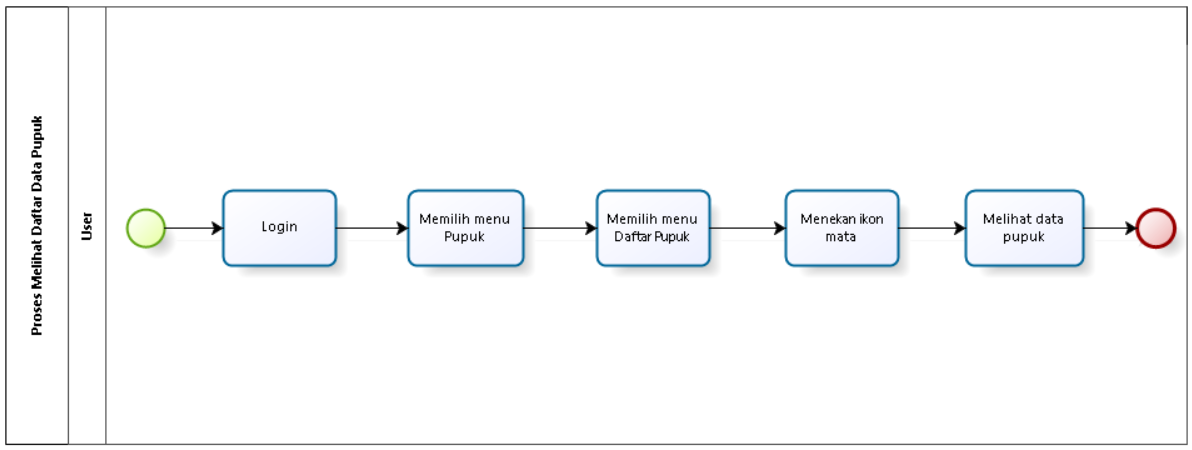 Proses Melihat Daftar Data Pupuk
User
Login
Memilih menu
Pupuk
Memilih menu
Daftar Pupuk
Menekan ikon
mata
Melihat data
pupuk